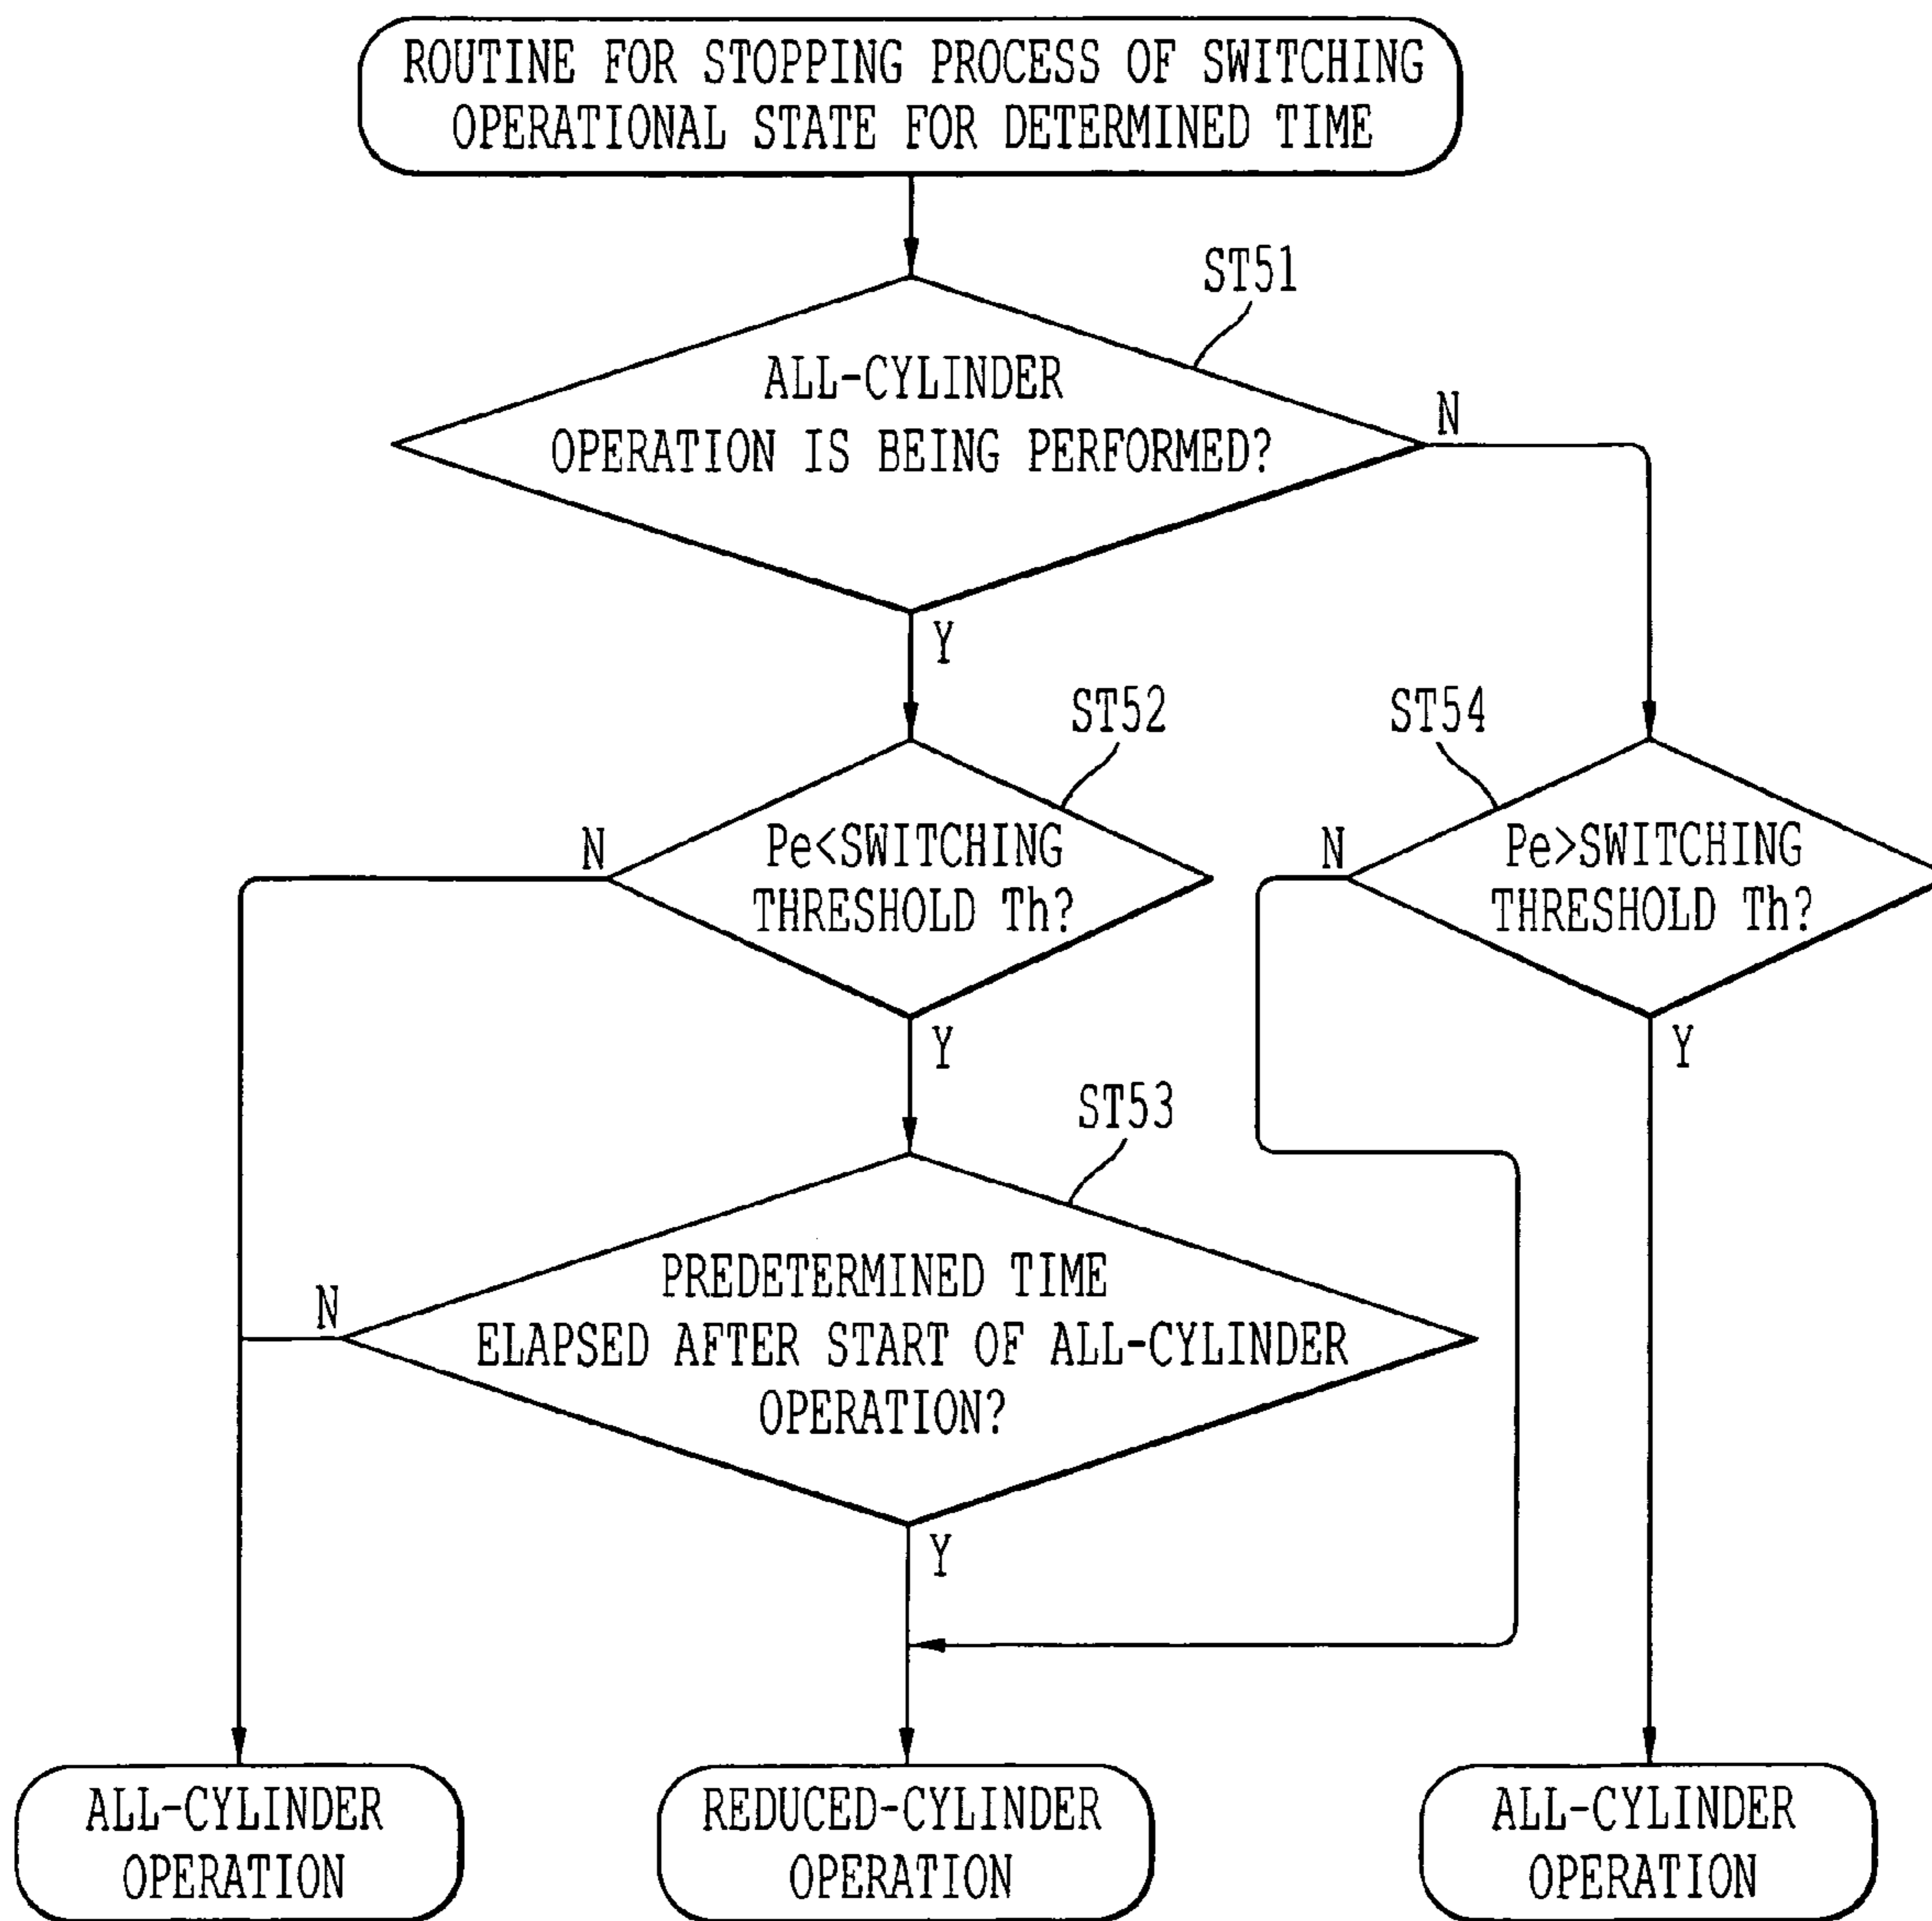 ROUTINE FOR STOPPING PROCESS OF SWITCHING
OPERATIONAL STATE FOR DETERMINED TIME
ST51
ALL-CYLINDER
OPERATION IS BEING PERFORMED?
N
Y
ST52
ST54
N
Pe<SWITCHING
THRESHOLD Th?
Y
N
Pe>SWITCHING
THRESHOLD Th?
Y
ST53
N
PREDETERMINED TIME
ELAPSED AFTER START OF ALL-CYLINDER
OPERATION?
Y
ALL-CYLINDER
OPERATION
REDUCED-CYLINDER
OPERATION
ALL-CYLINDER
OPERATION